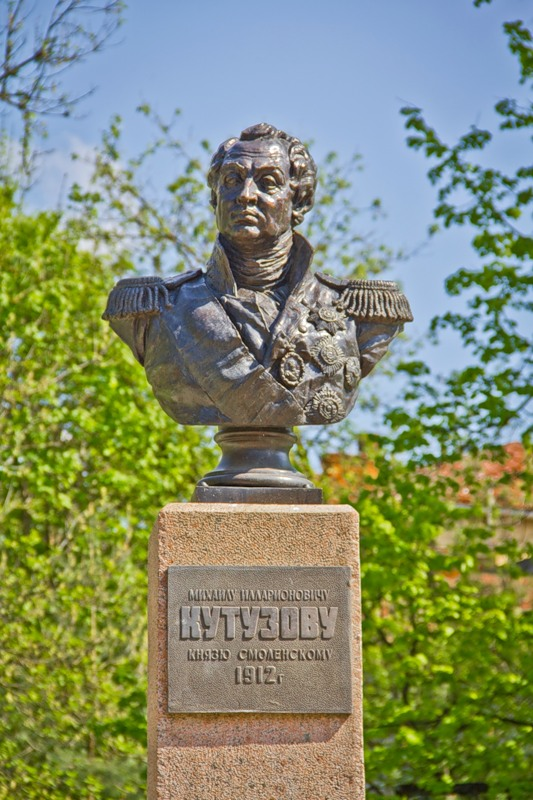 МИХАИЛУ ИЛЛАРИОНОВИЧУ
КУТУЗОВУ
КНЯЗЮ СМОЛЕНСКОМУ
1912г